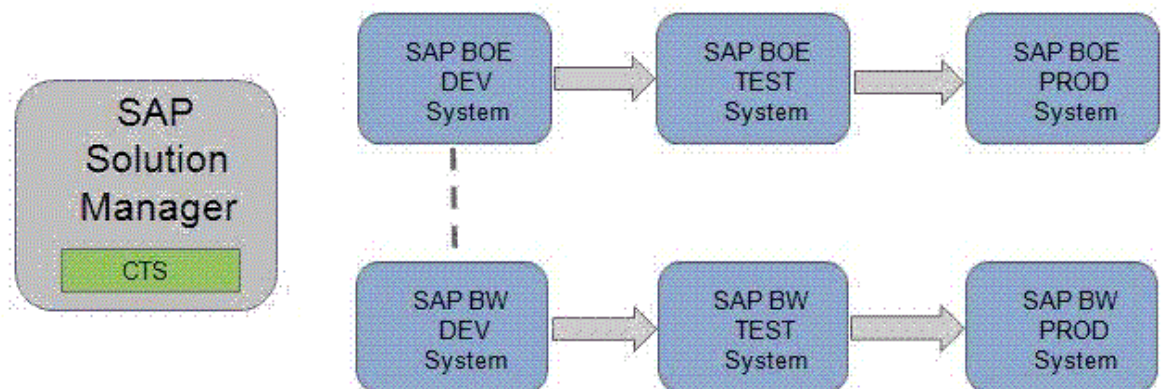 SAP
Solution
Manager
CTS
SAP BOE
DEV
System
SAP BOE
TEST
System
SAP BOE
PROD
System
SAP BW
DEV
System
SAP BW
TEST
System
SAP BW
PROD
System